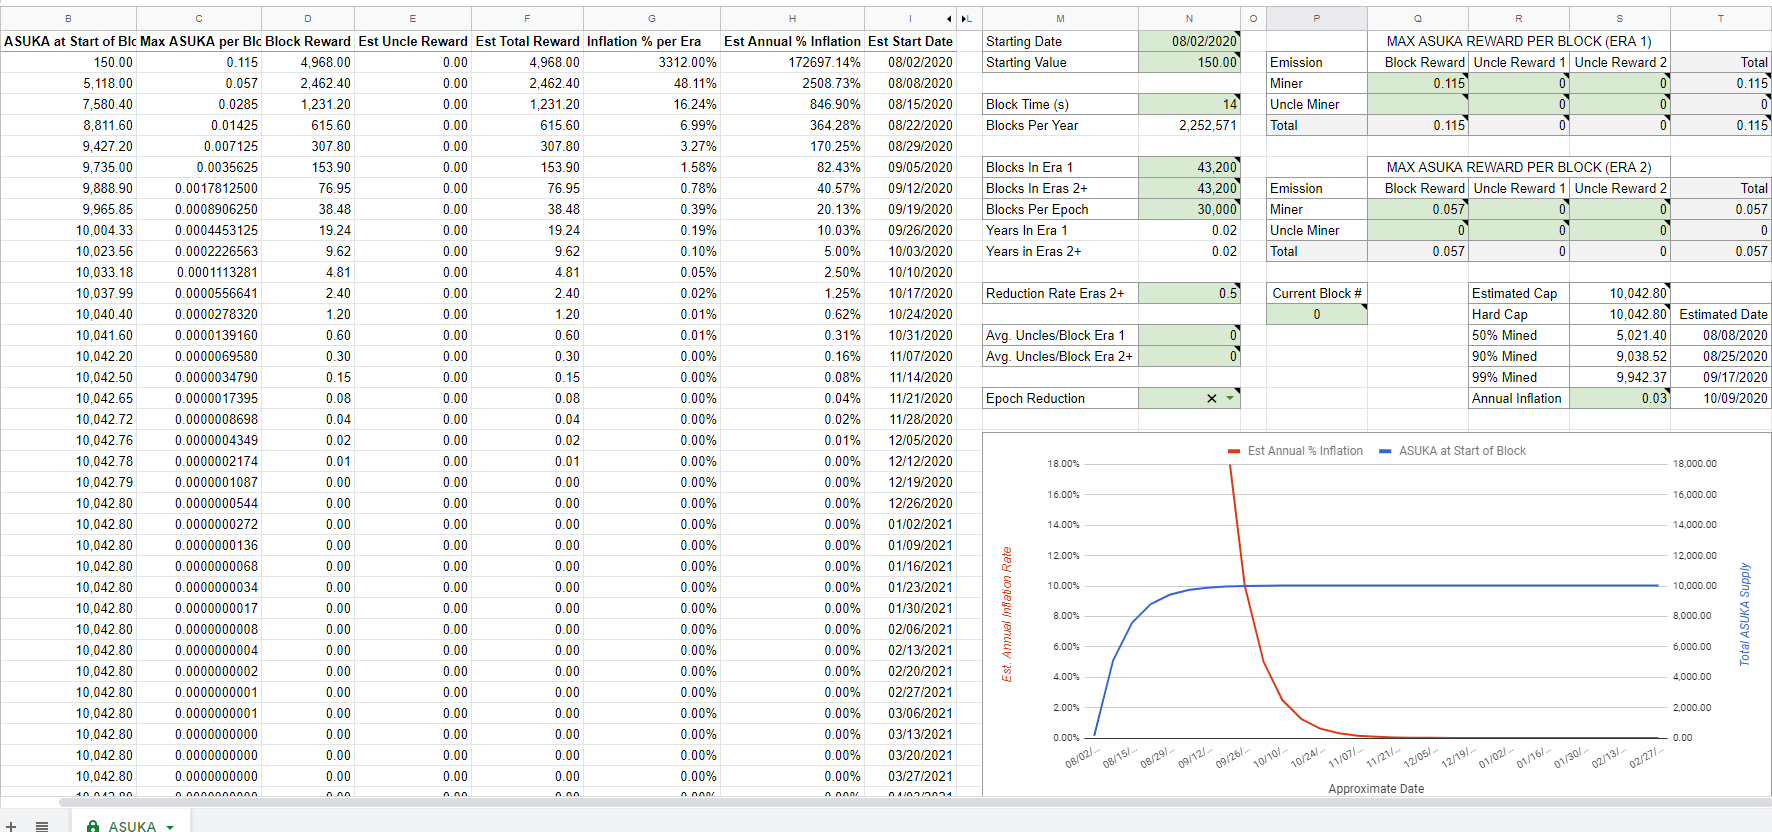 B C D E F G H I L M N O P Q R S T
ASUKA at Start of Blo Max ASUKA per Blo Block Reward Est Uncle Reward Est Total Reward Inflation % per Era Est Annual % Inflation Est Start Date Starting Date 08/02/2020 MAX ASUKA REWARD PER BLOCK (ERA 1)
150.00 0.115 4,968.00 0.00 4,968.00 3312.00% 172697.14% 08/02/2020 Starting Value 150.00 Emission Block Reward Uncle Reward 1 Uncle Reward 2 Total
5,118.00 0.057 2,462.40 0.00 2,462.40 48.11% 2508.73% 08/08/2020 Miner 0.115 0 0 0.115
7,580.40 0.0285 1,231.20 0.00 1,231.20 16.24% 846.90% 08/15/2020 Block Time (s) 14 Uncle Miner 0 0 0
8,811.60 0.01425 615.60 0.00 615.60 6.99% 364.28% 08/22/2020 Blocks Per Year 2,252,571 Total 0.115 0 0 0.115
9,427.20 0.007125 307.80 0.00 307.80 3.27% 170.25% 08/29/2020
9,735.00 0.0035625 153.90 0.00 153.90 1.58% 82.43% 09/05/2020 Blocks In Era 1 43,200 MAX ASUKA REWARD PER BLOCK (ERA 2)
9,888.90 0.0017812500 76.95 0.00 76.95 0.78% 40.57% 09/12/2020 Blocks In Eras 2+ 43,200 Emission Block Reward Uncle Reward 1 Uncle Reward 2 Total
9,965.85 0.0008906250 38.48 0.00 38.48 0.39% 20.13% 09/19/2020 Blocks Per Epoch 30,000 Miner 0.057 0 0 0.057
10,004.33 0.0004453125 19.24 0.00 19.24 0.19% 10.03% 09/26/2020 Years In Era 1 0.02 Uncle Miner 0 0 0 0
10,023.56 0.0002226563 9.62 0.00 9.62 0.10% 5.00% 10/03/2020 Years in Eras 2+ 0.02 Total 0.057 0 0 0.057
10,033.18 0.0001113281 4.81 0.00 4.81 0.05% 2.50% 10/10/2020
10,037.99 0.0000556641 2.40 0.00 2.40 0.02% 1.25% 10/17/2020 Reduction Rate Eras 2+ 0.5 Current Block # Estimated Cap 10,042.80
10,040.40 0.0000278320 1.20 0.00 1.20 0.01% 0.62% 10/24/2020 0 Hard Cap 10,042.80 Estimated Date
10,041.60 0.0000139160 0.60 0.00 0.60 0.01% 0.31% 10/31/2020 Avg. Uncles/Block Era 1 0 50% Mined 5,021.40 08/08/2020
10,042.20 0.0000069580 0.30 0.00 0.30 0.00% 0.16% 11/07/2020 Avg. Uncles/Block Era 2+ 0 90% Mined 9,038.52 08/25/2020
10,042.50 0.0000034790 0.15 0.00 0.15 0.00% 0.08% 11/14/2020 99% Mined 9,942.37 09/17/2020
10,042.65 0.0000017395 0.08 0.00 0.08 0.00% 0.04% 11/21/2020 Epoch Reduction ✕ Annual Inflation 0.03 10/09/2020
10,042.72 0.0000008698 0.04 0.00 0.04 0.00% 0.02% 11/28/2020
10,042.76 0.0000004349 0.02 0.00 0.02 0.00% 0.01% 12/05/2020
10,042.78 0.0000002174 0.01 0.00 0.01 0.00% 0.00% 12/12/2020
10,042.79 0.0000001087 0.00 0.00 0.00 0.00% 0.00% 12/19/2020
10,042.80 0.0000000544 0.00 0.00 0.00 0.00% 0.00% 12/26/2020
10,042.80 0.0000000272 0.00 0.00 0.00 0.00% 0.00% 01/02/2021
10,042.80 0.0000000136 0.00 0.00 0.00 0.00% 0.00% 01/09/2021
10,042.80 0.0000000068 0.00 0.00 0.00 0.00% 0.00% 01/16/2021
10,042.80 0.0000000034 0.00 0.00 0.00 0.00% 0.00% 01/23/2021
10,042.80 0.0000000017 0.00 0.00 0.00 0.00% 0.00% 01/30/2021
10,042.80 0.0000000008 0.00 0.00 0.00 0.00% 0.00% 02/06/2021
10,042.80 0.0000000004 0.00 0.00 0.00 0.00% 0.00% 02/13/2021
10,042.80 0.0000000002 0.00 0.00 0.00 0.00% 0.00% 02/20/2021
10,042.80 0.0000000001 0.00 0.00 0.00 0.00% 0.00% 02/27/2021
10,042.80 0.0000000001 0.00 0.00 0.00 0.00% 0.00% 03/06/2021
10,042.80 0.0000000000 0.00 0.00 0.00 0.00% 0.00% 03/13/2021
10,042.80 0.0000000000 0.00 0.00 0.00 0.00% 0.00% 03/20/2021
10,042.80 0.0000000000 0.00 0.00 0.00 0.00% 0.00% 03/27/2021
Est Annual % Inflation ASUKA at Start of Block
18.00% 18,000.00
16.00% 16,000.00
14.00% 14,000.00
12.00% 12,000.00
10.00% 10,000.00
8.00% 8,000.00
6.00% 6,000.00
4.00% 4,000.00
2.00% 2,000.00
0.00% 0.00
Est. Annual Inflation Rate
Total ASUKA Supply
08/02/... 08/15/... 08/29/... 09/12/... 09/26/... 10/10/... 10/24/... 11/07/... 11/21/... 12/05/... 12/19/... 01/02/... 01/16/... 01/30/... 02/13/... 02/27/...
Approximate Date
ASUKA